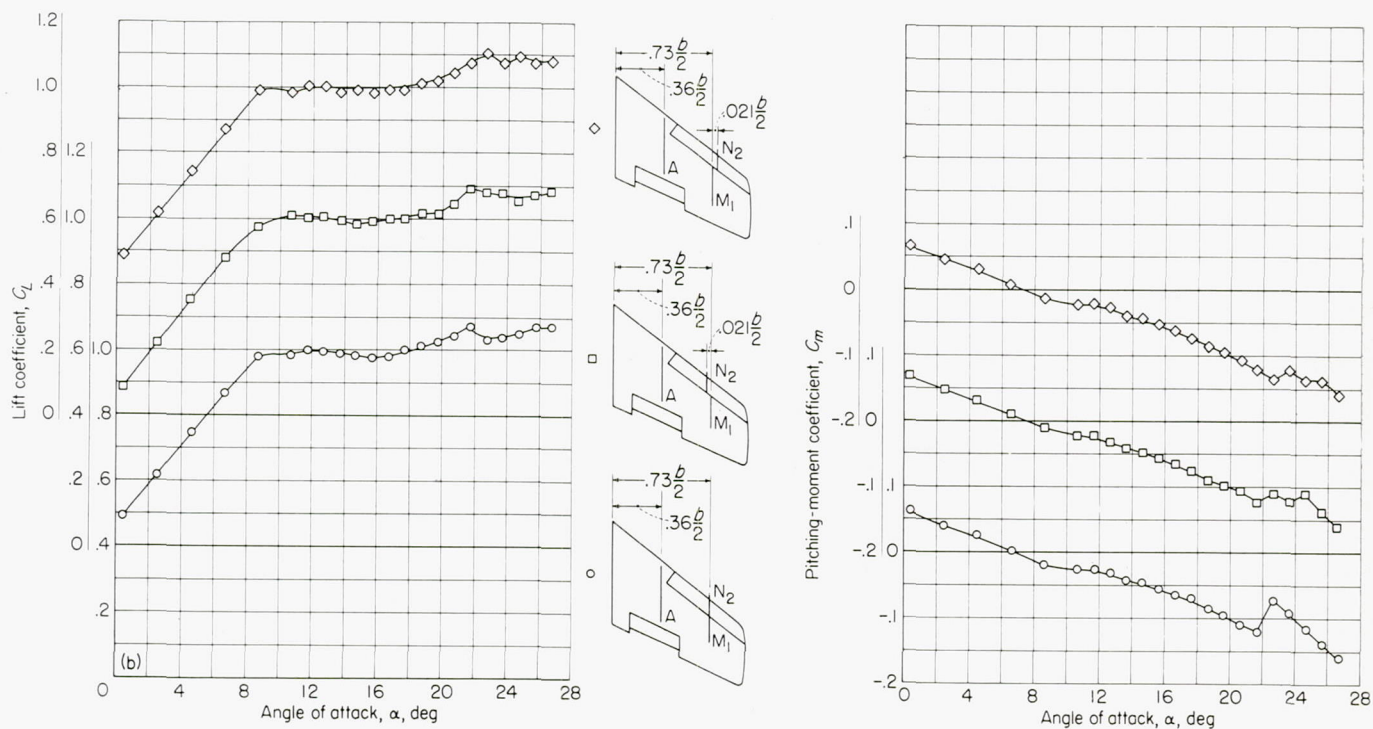 1.2
1.0
.8
.6 1.2
Lift coefficient, C_L
.4 1.0
.8
.2 .6 1.0
0 .4 .8
.2 .6
0 .4
.2
0
(b)
0 4 8 12 16 20 24 28
Angle of attack, α, deg
.73 b/2
.36 b/2
.021 b/2
N2
A
M1
.73 b/2
.36 b/2
.021 b/2
N2
A
M1
.73 b/2
.36 b/2
N2
A
M1
Pitching-moment coefficient, C_m
.1
0
-.1 .1
-.2 0
-.1 .1
-.2 0
-.1
-.2
0 4 8 12 16 20 24 28
Angle of attack, α, deg